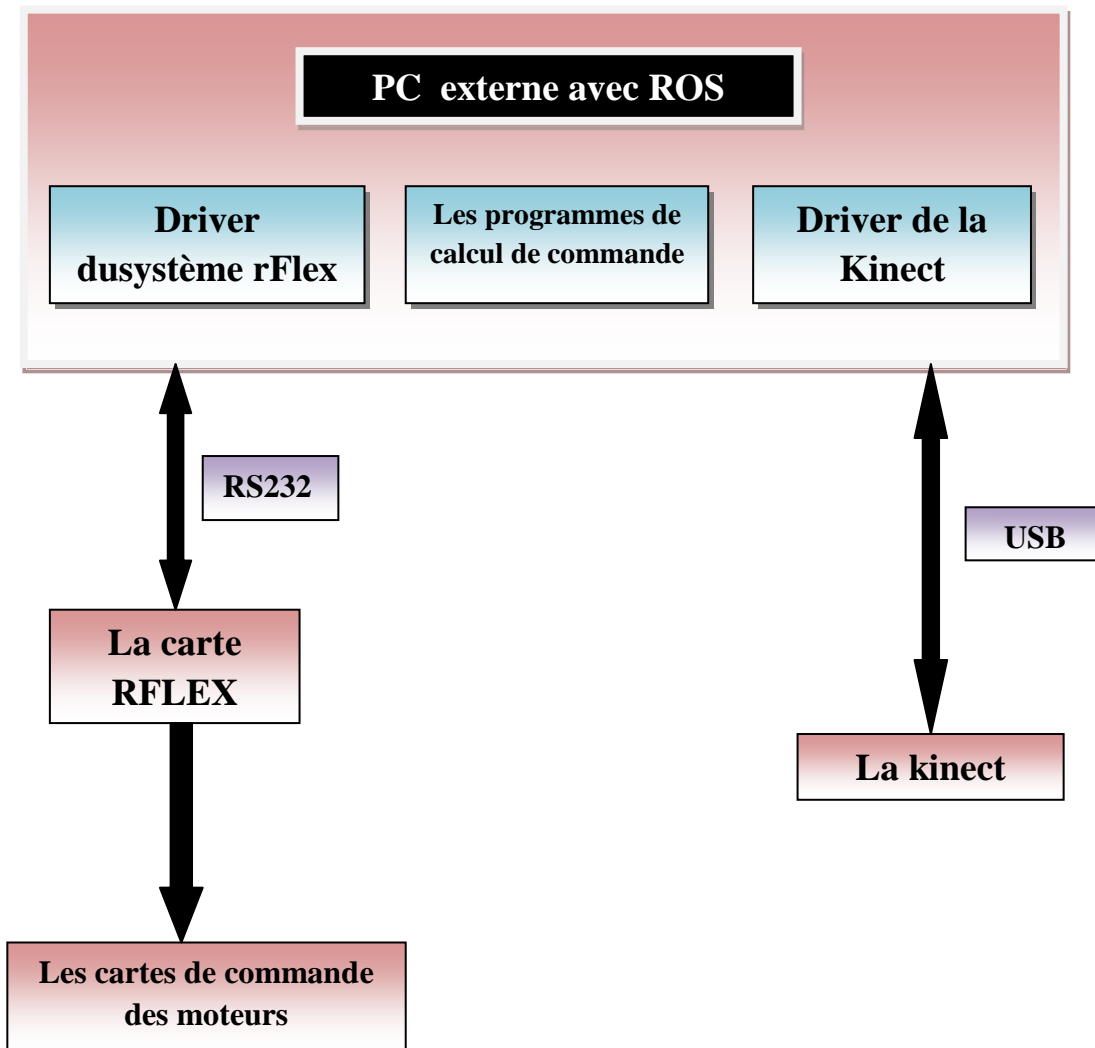 PC externe avec ROS
Driver
dusystème rFlex
Les programmes de
calcul de commande
Driver de la
Kinect
RS232
USB
La carte
RFLEX
La kinect
Les cartes de commande
des moteurs